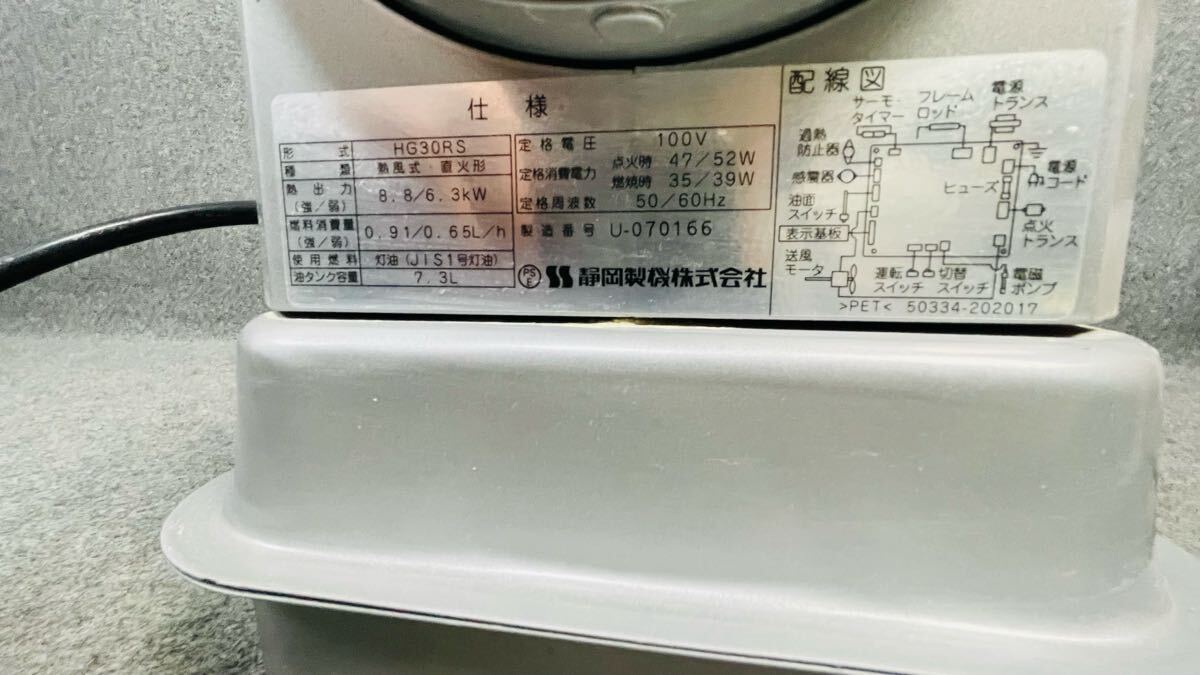 仕様
形式 HG30RS
種類 熱風式・直火形
熱出力
(強/弱) 8.8/6.3kW
燃料消費量
(強/弱) 0.91/0.65L/h
使用燃料 灯油(JIS1号灯油)
油タンク容量 7.3L
定格電圧 100V
定格消費電力 点火時 47/52W
燃焼時 35/39W
定格周波数 50/60Hz
製造番号 U-070166
PS
E 静岡製機株式会社
配線図
サーモ・
タイマー
フレーム
ロッド
電源
トランス
過熱
防止器
感震器
油面
スイッチ
表示基板
送風
モータ
ヒューズ
電源
コード
点火
トランス
運転
スイッチ
切替
スイッチ
電磁
ポンプ
>PET< 50334-202017